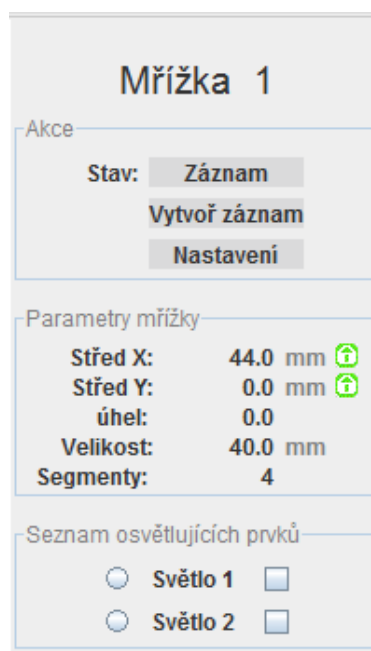 Mřížka 1
Akce
Stav: Záznam
Vytvoř záznam
Nastavení
Parametry mřížky
Střed X: 44.0 mm
Střed Y: 0.0 mm
úhel: 0.0
Velikost: 40.0 mm
Segmenty: 4
Seznam osvětlujících prvků
Světlo 1
Světlo 2